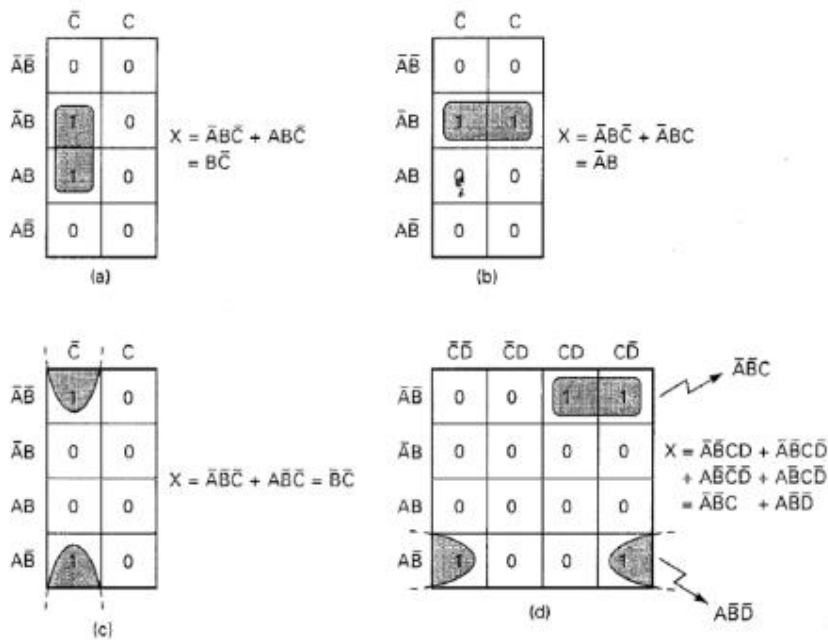 C̄ C
ĀB̄ 0 0
ĀB 1 0
AB 1 0
AB̄ 0 0
X = ĀBC̄ + ABC̄
= BC̄
(a)
C̄ C
ĀB̄ 0 0
ĀB 1 1
AB 0 0
AB̄ 0 0
X = ĀBC̄ + ĀBC
= ĀB
(b)
C̄ C
ĀB̄ 1 0
ĀB 0 0
AB 0 0
AB̄ 1 0
X = ĀB̄C̄ + AB̄C̄ = B̄C̄
(c)
C̄D̄ C̄D CD CD̄
ĀB̄ 0 0 1 1
ĀB 0 0 0 0
AB 0 0 0 0
AB̄ 1 0 0 1
ĀB̄C
X = ĀB̄CD + ĀB̄CD̄
+ AB̄C̄D̄ + AB̄CD̄
= ĀB̄C + AB̄D̄
AB̄D̄
(d)